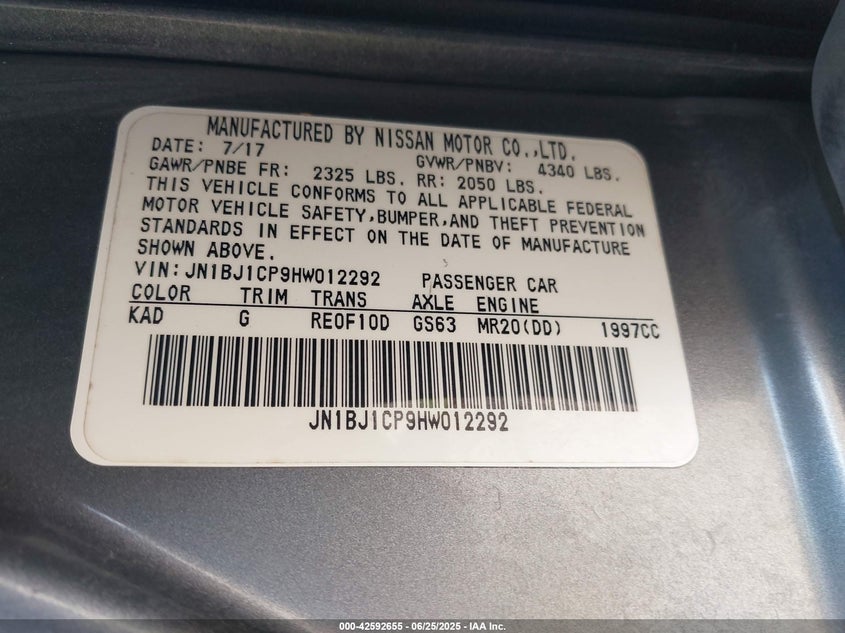 MANUFACTURED BY NISSAN MOTOR CO.,LTD.
DATE: 7/17 GVWR/PNBV: 4340 LBS.
GAWR/PNBE FR: 2325 LBS. RR: 2050 LBS.
THIS VEHICLE CONFORMS TO ALL APPLICABLE FEDERAL
MOTOR VEHICLE SAFETY,BUMPER,AND THEFT PREVENTION
STANDARDS IN EFFECT ON THE DATE OF MANUFACTURE
SHOWN ABOVE.
VIN: JN1BJ1CP9HW012292 PASSENGER CAR
COLOR TRIM TRANS AXLE ENGINE
KAD G RE0F10D GS63 MR20(DD) 1997CC
JN1BJ1CP9HW012292
000-42592655 • 06/25/2025 • IAA Inc.